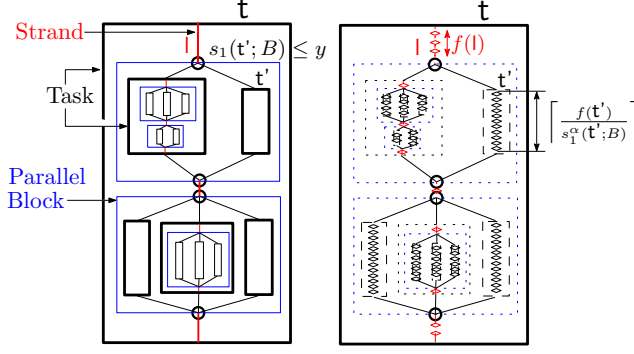 t
Strand
l
s₁(t'; B) ≤ y
t'
Task
Parallel
Block
t
l
f(l)
t'
⌈ f(t') / s₁^α(t'; B) ⌉